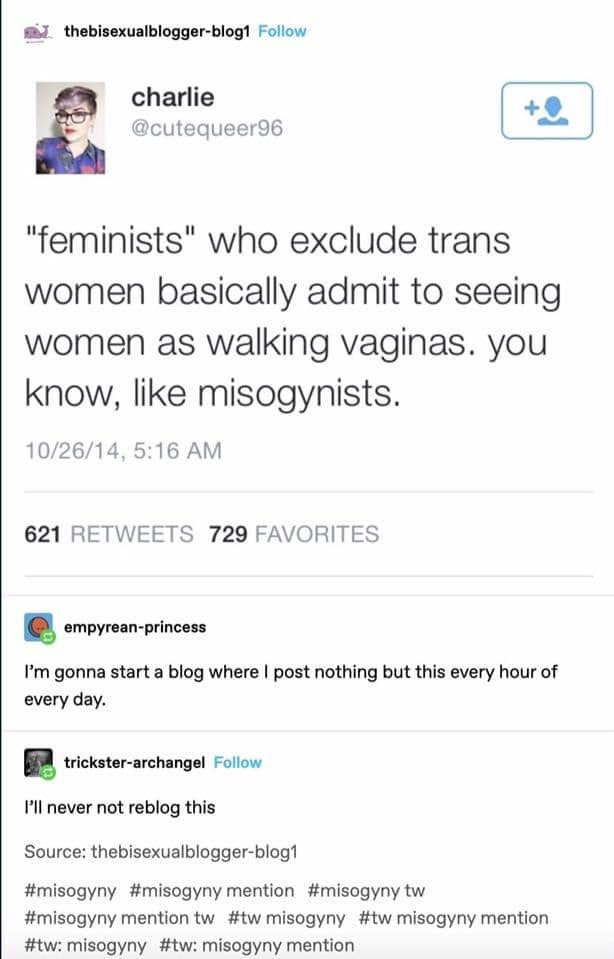 thebisexualblogger-blog1 Follow
charlie
@cutequeer96
"feminists" who exclude trans
women basically admit to seeing
women as walking vaginas. you
know, like misogynists.
10/26/14, 5:16 AM
621 RETWEETS 729 FAVORITES
empyrean-princess
I'm gonna start a blog where I post nothing but this every hour of
every day.
trickster-archangel Follow
I'll never not reblog this
Source: thebisexualblogger-blog1
#misogyny #misogyny mention #misogyny tw
#misogyny mention tw #tw misogyny #tw misogyny mention
#tw: misogyny #tw: misogyny mention